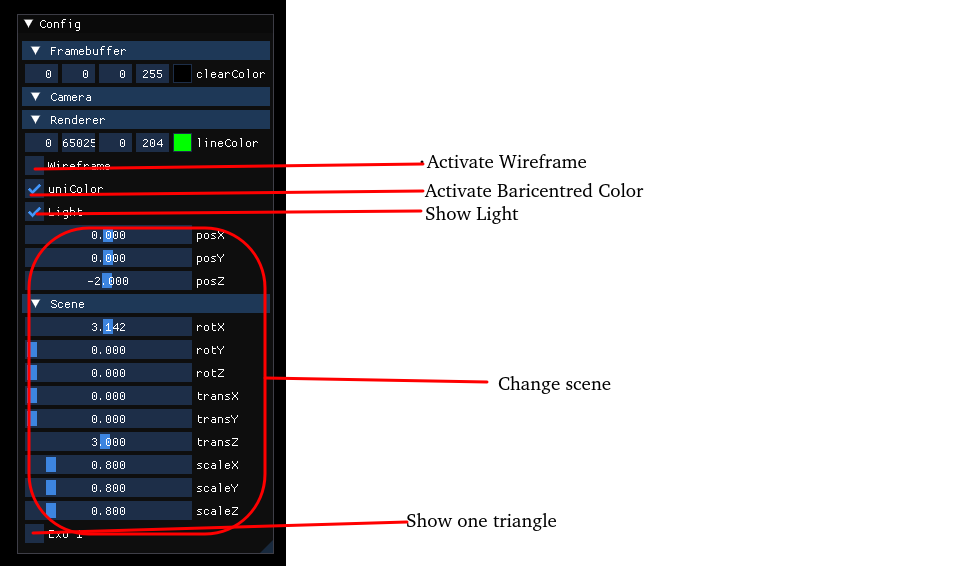 Config
Framebuffer
0 0 0 255 clearColor
Camera
Renderer
0 65025 0 204 lineColor
Wireframe
Activate Wireframe
uniColor
Activate Baricentred Color
Light
Show Light
0.000 posX
0.000 posY
-2.000 posZ
Scene
3.142 rotX
0.000 rotY
0.000 rotZ
Change scene
0.000 transX
0.000 transY
3.000 transZ
0.800 scaleX
0.800 scaleY
0.800 scaleZ
Exo 1
Show one triangle